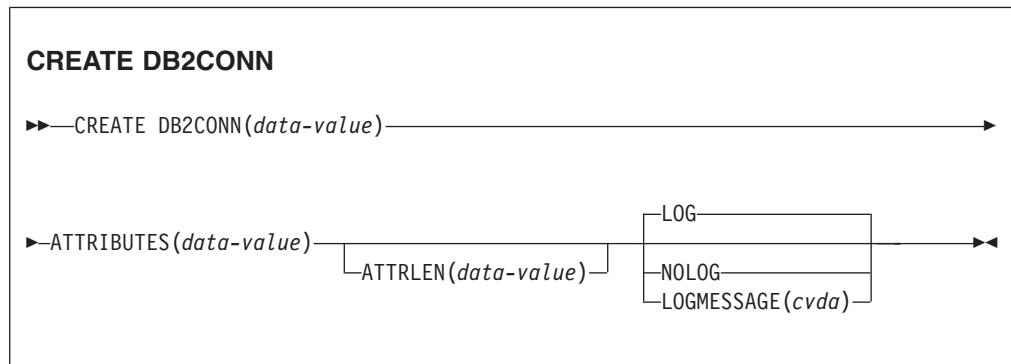 CREATE DB2CONN
CREATE DB2CONN(data-value)
LOG
ATTRIBUTES(data-value)
ATTRLEN(data-value)
NOLOG
LOGMESSAGE(cvda)